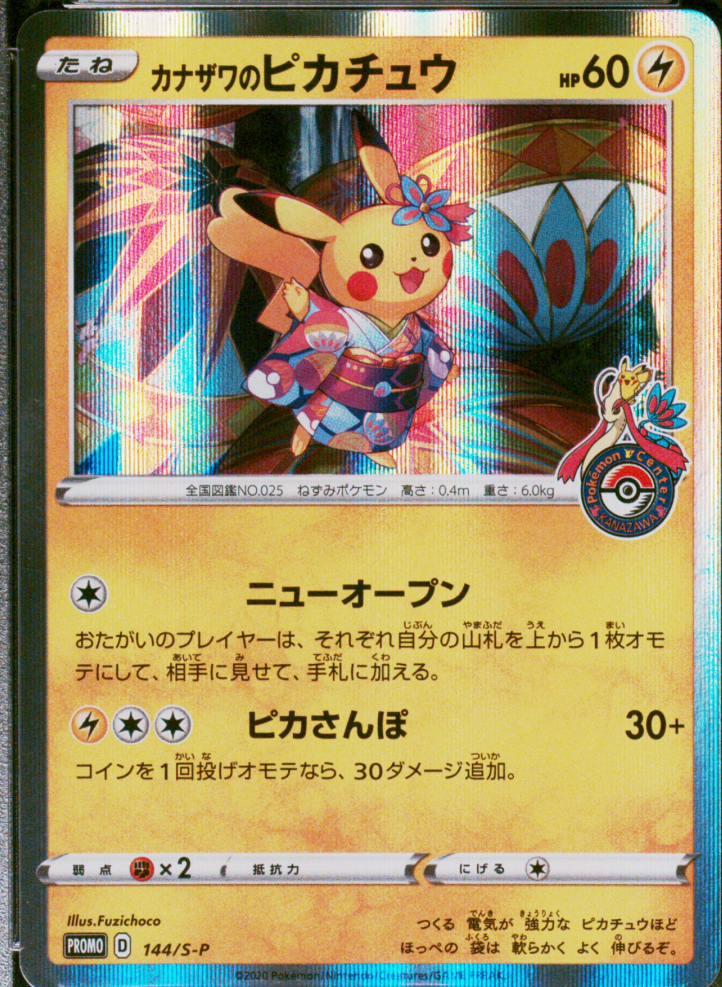 たね
カナザワのピカチュウ HP60
Pokémon Center
KANAZAWA
全国図鑑NO.025 ねずみポケモン 高さ：0.4m 重さ：6.0kg
ニューオープン
おたがいのプレイヤーは、それぞれ自分の山札を上から1枚オモ
テにして、相手に見せて、手札に加える。
ピカさんぽ 30+
コインを1回投げオモテなら、30ダメージ追加。
弱点 ×2 抵抗力 にげる
Illus.Fuzichoco
つくる 電気が 強力な ピカチュウほど
PROMO D 144/S-P
ほっぺの 袋は 軟らかく よく 伸びるぞ。
©2020 Pokémon/Nintendo/Creatures/GAME FREAK.